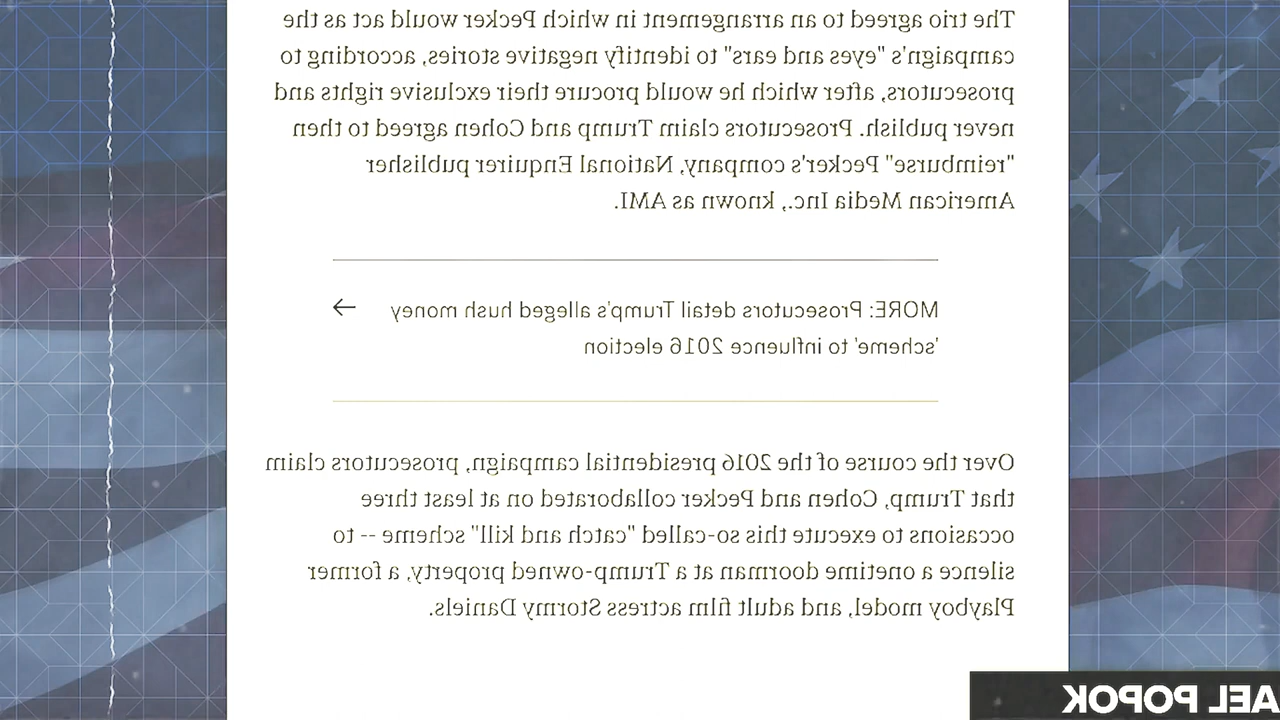 The trio agreed to an arrangement in which Pecker would act as the
campaign's "eyes and ears" to identify negative stories, according to
prosecutors, after which he would procure their exclusive rights and
never publish. Prosecutors claim Trump and Cohen agreed to then
"reimburse" Pecker's company, National Enquirer publisher
American Media Inc., known as AMI.
MORE: Prosecutors detail Trump's alleged hush money
'scheme' to influence 2016 election
Over the course of the 2016 presidential campaign, prosecutors claim
that Trump, Cohen and Pecker collaborated on at least three
occasions to execute this so-called "catch and kill" scheme -- to
silence a onetime doorman at a Trump-owned property, a former
Playboy model, and adult film actress Stormy Daniels.
AEL POPOK